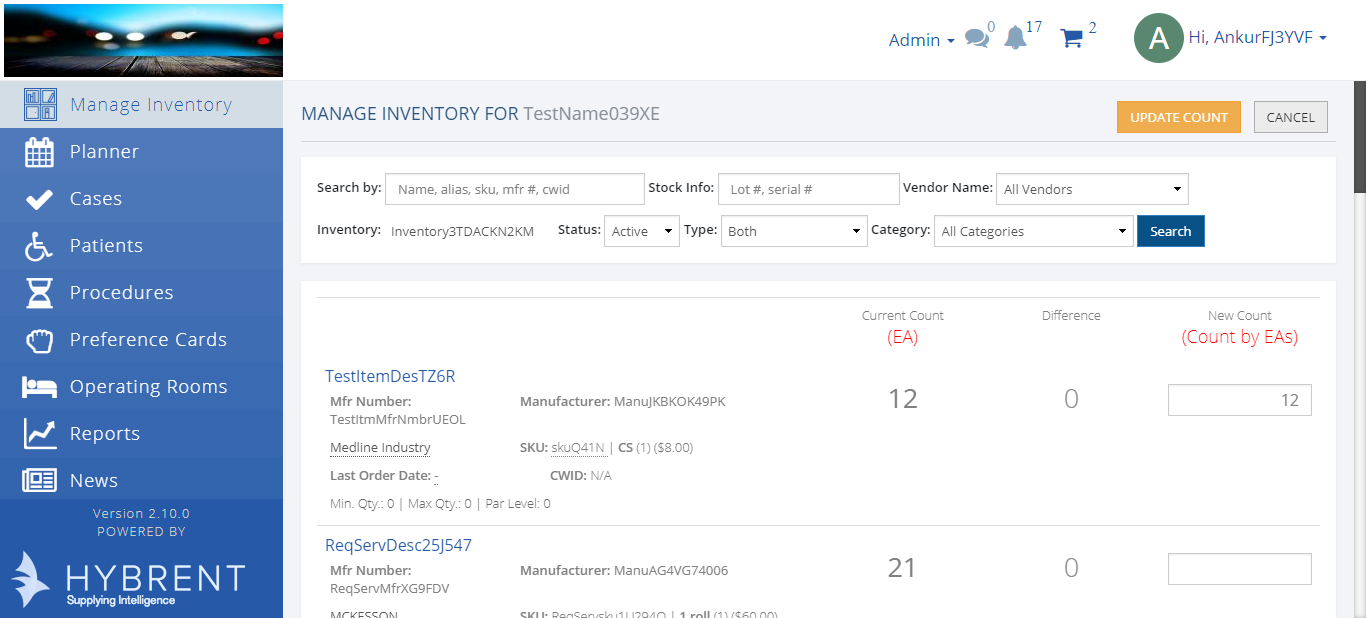 Admin 0 17 2 A Hi, AnkurFJ3YVF
Manage Inventory
Planner
Cases
Patients
Procedures
Preference Cards
Operating Rooms
Reports
News
Version 2.10.0
POWERED BY
HYBRENT
Supplying Intelligence
MANAGE INVENTORY FOR TestName039XE
UPDATE COUNT CANCEL
Search by: Name, alias, sku, mfr #, cwid Stock Info: Lot #, serial # Vendor Name: All Vendors
Inventory: Inventory3TDACKN2KM Status: Active Type: Both Category: All Categories Search
Current Count Difference New Count
(EA) (Count by EAs)
TestItemDesTZ6R
12 0 12
Mfr Number: Manufacturer: ManuJKBKOK49PK
TestItmMfrNmbrUEOL
Medline Industry SKU: skuQ41N | CS (1) ($8.00)
Last Order Date: - CWID: N/A
Min. Qty.: 0 | Max Qty.: 0 | Par Level: 0
ReqServDesc25J547
21 0
Mfr Number: Manufacturer: ManuAG4VG74006
ReqServMfrXG9FDV
MCKESSON SKU: ReqServsku1U294O | 1 roll (1) ($60.00)